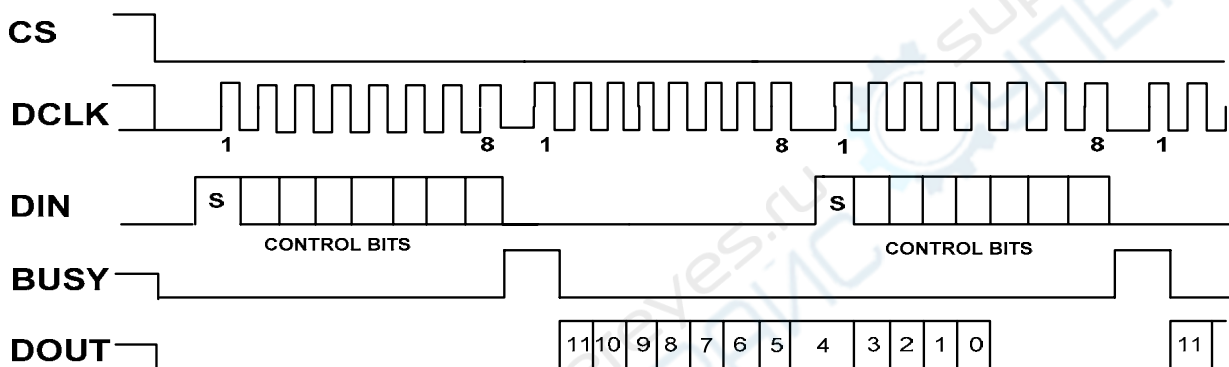 CS
DCLK
1 8 1 8 1 8 1
DIN
S S
CONTROL BITS CONTROL BITS
BUSY
DOUT
11 10 9 8 7 6 5 4 3 2 1 0 11